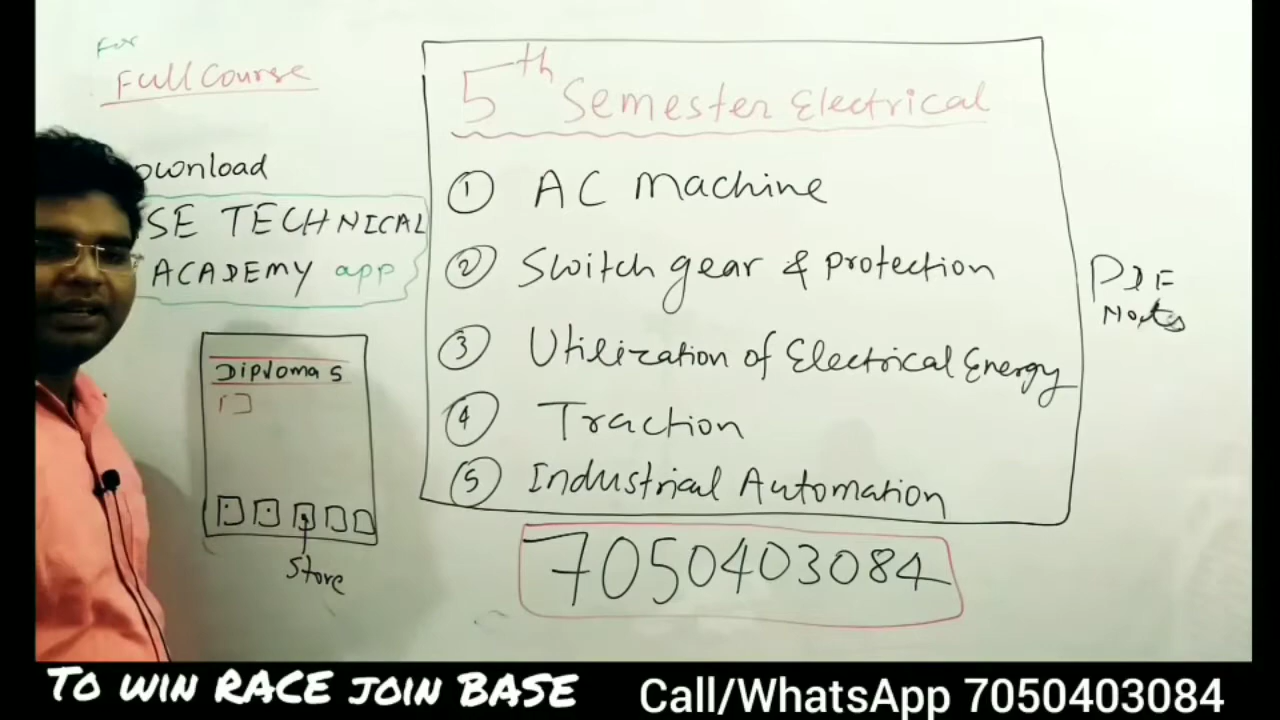 For
Full Course
ownload
SE TECHNICAL
ACADEMY app
Diploma 5
Store
5th Semester Electrical
① AC Machine
② Switch gear & protection
③ Utilization of Electrical Energy
④ Traction
⑤ Industrial Automation
PDF
Notes
7050403084
To win RACE join BASE
Call/WhatsApp 7050403084